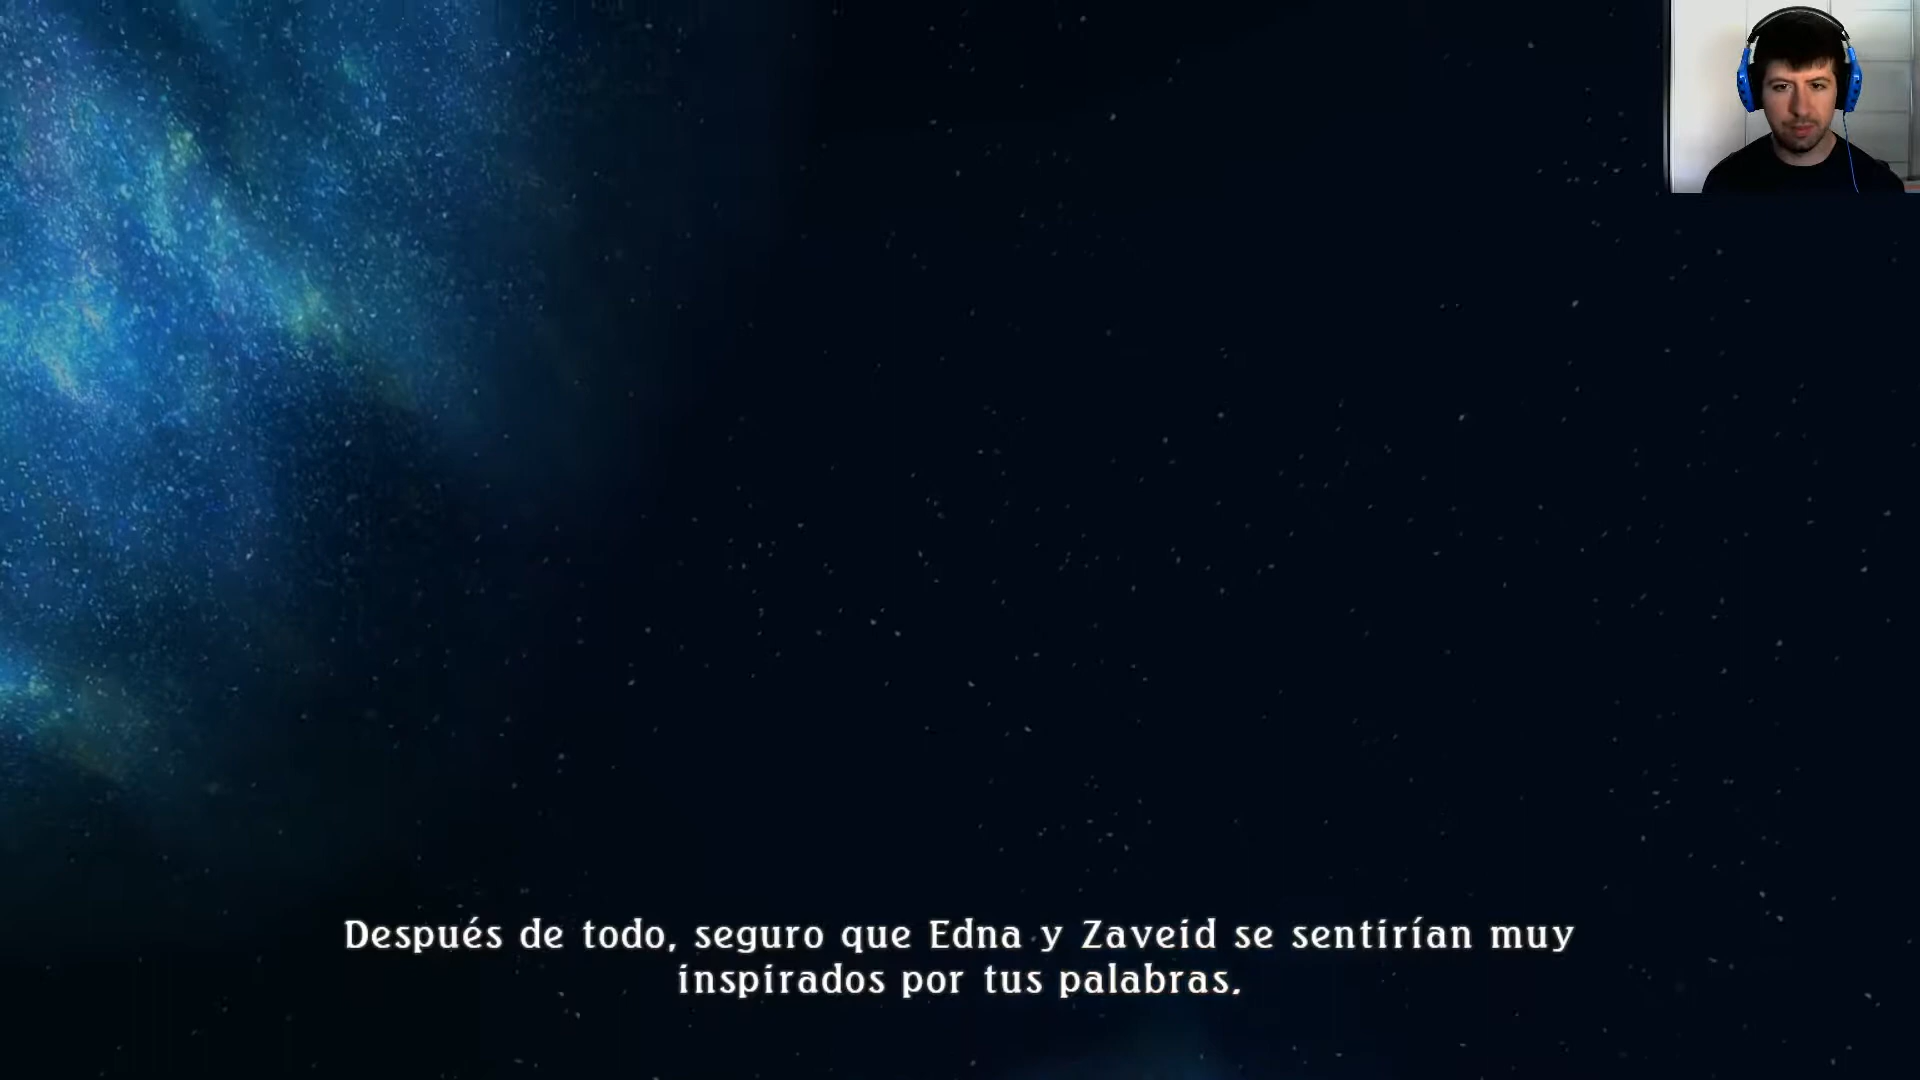 Después de todo, seguro que Edna y Zaveid se sentirían muy
inspirados por tus palabras.